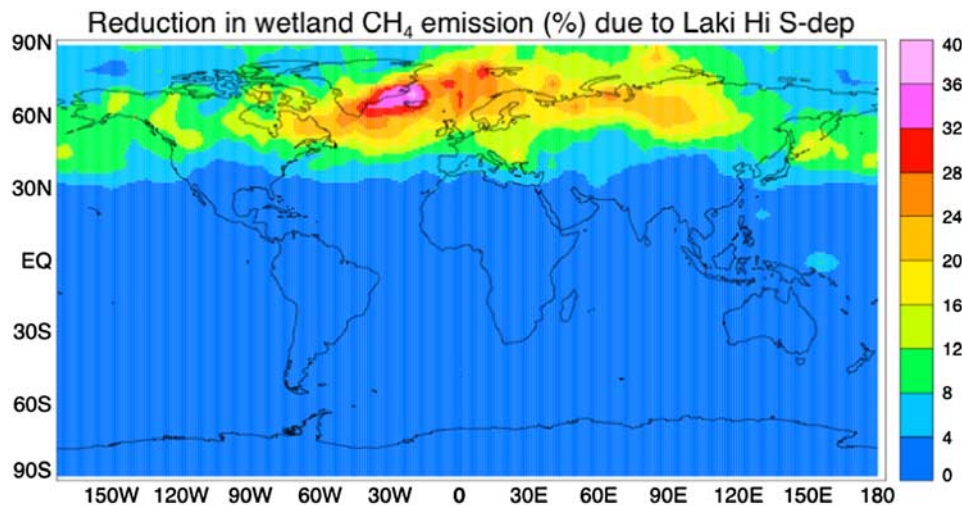 Reduction in wetland CH₄ emission (%) due to Laki Hi S-dep
90N
60N
30N
EQ
30S
60S
90S
150W 120W 90W 60W 30W 0 30E 60E 90E 120E 150E 180
40
36
32
28
24
20
16
12
8
4
0